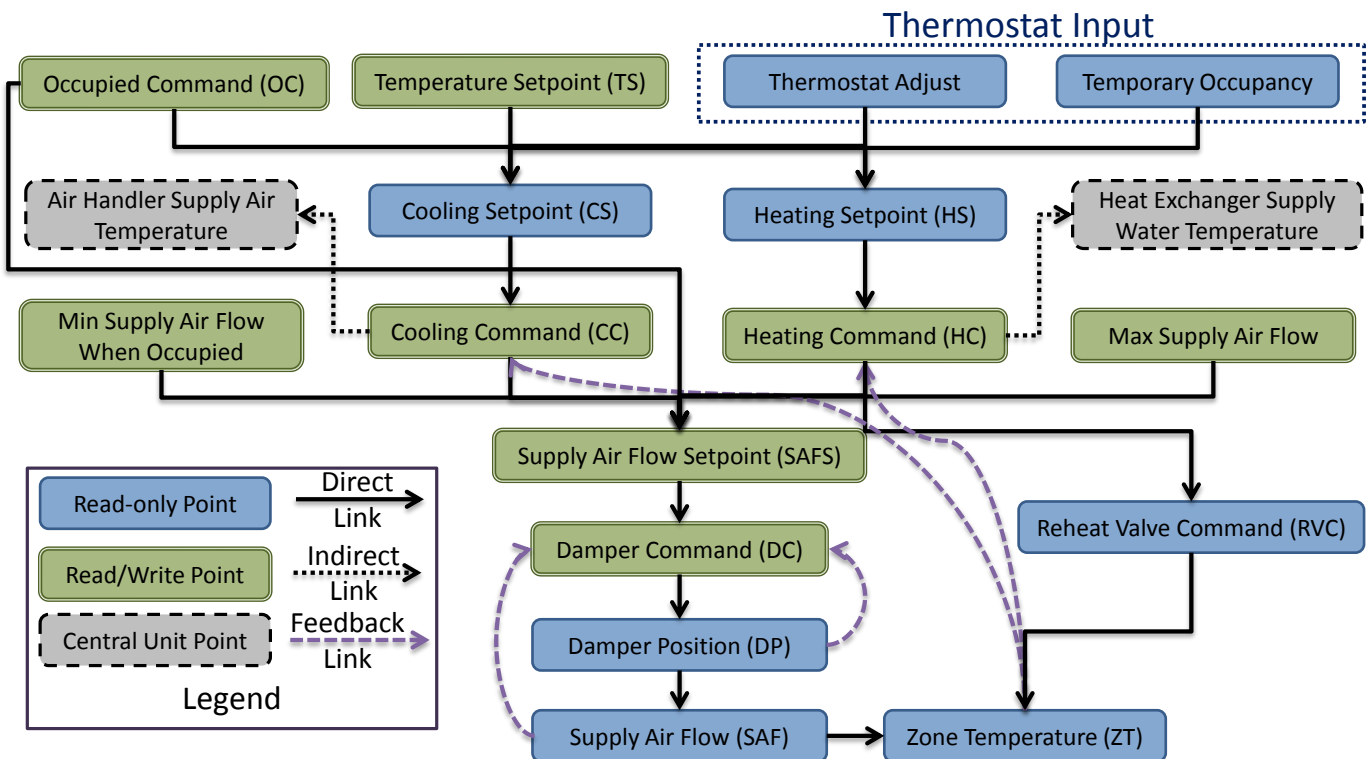 Thermostat Input
Occupied Command (OC)
Temperature Setpoint (TS)
Thermostat Adjust
Temporary Occupancy
Air Handler Supply Air
Temperature
Cooling Setpoint (CS)
Heating Setpoint (HS)
Heat Exchanger Supply
Water Temperature
Min Supply Air Flow
When Occupied
Cooling Command (CC)
Heating Command (HC)
Max Supply Air Flow
Supply Air Flow Setpoint (SAFS)
Damper Command (DC)
Reheat Valve Command (RVC)
Damper Position (DP)
Supply Air Flow (SAF)
Zone Temperature (ZT)
Read-only Point
Direct
Link
Read/Write Point
Indirect
Link
Central Unit Point
Feedback
Link
Legend